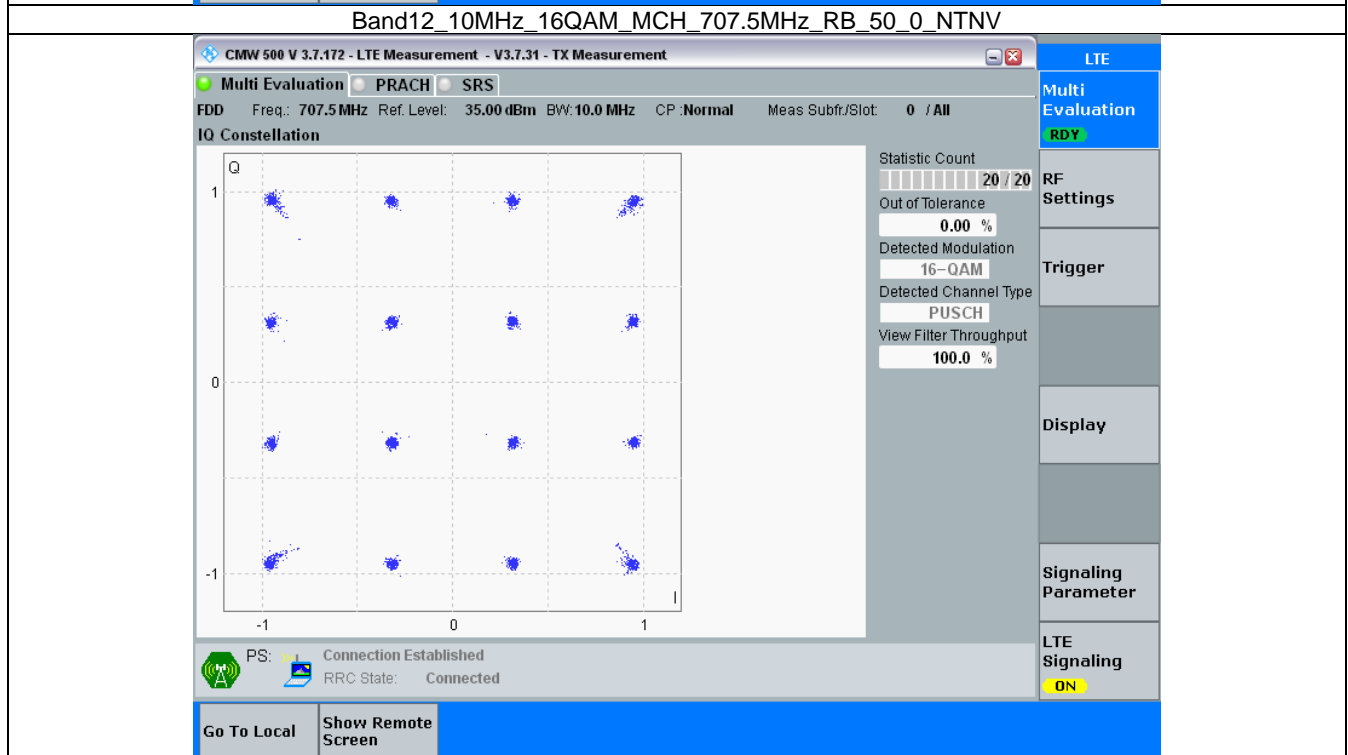 Band12_10MHz_16QAM_MCH_707.5MHz_RB_50_0_NTNV
CMW 500 V 3.7.172 - LTE Measurement - V3.7.31 - TX Measurement
LTE
Multi Evaluation PRACH SRS
FDD Freq.: 707.5 MHz Ref. Level: 35.00 dBm BW: 10.0 MHz CP :Normal Meas Subfr./Slot: 0 / All
IQ Constellation
Q
1
0
-1
I
-1 0 1
Statistic Count
20 / 20
Out of Tolerance
0.00 %
Detected Modulation
16-QAM
Detected Channel Type
PUSCH
View Filter Throughput
100.0 %
Multi
Evaluation
RDY
RF
Settings
Trigger
Display
Signaling
Parameter
LTE
Signaling
ON
PS: Connection Established
RRC State: Connected
Go To Local
Show Remote
Screen